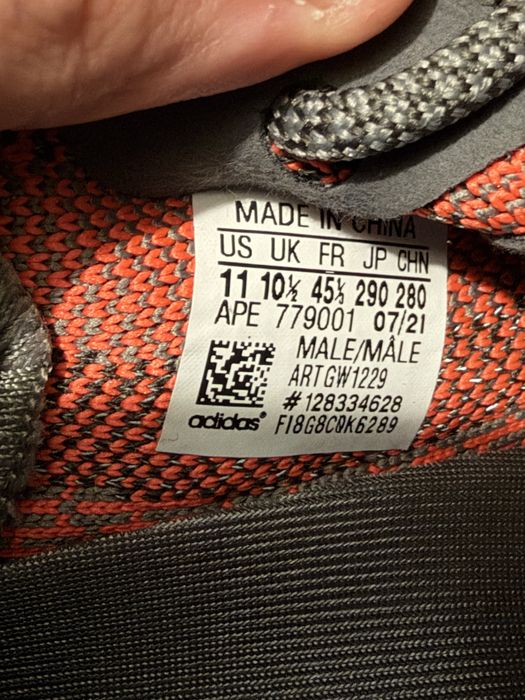 MADE IN CHINA
US UK FR JP CHN
11 10½ 45⅓ 290 280
APE 779001 07/21
MALE/MÂLE
ART GW1229
# 128334628
adidas® F18G8CQK6289